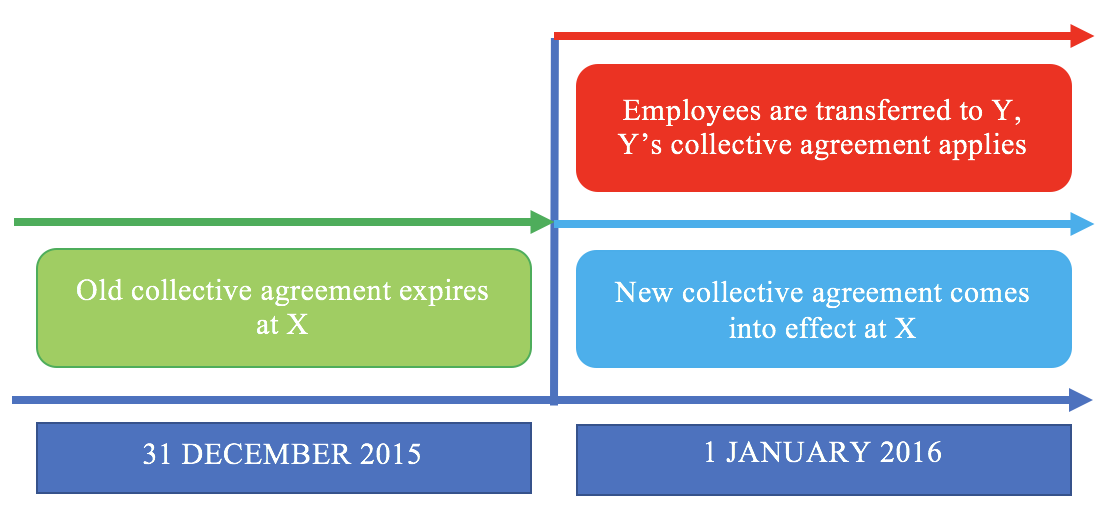 Employees are transferred to Y,
Y’s collective agreement applies
Old collective agreement expires
at X
New collective agreement comes
into effect at X
31 DECEMBER 2015
1 JANUARY 2016